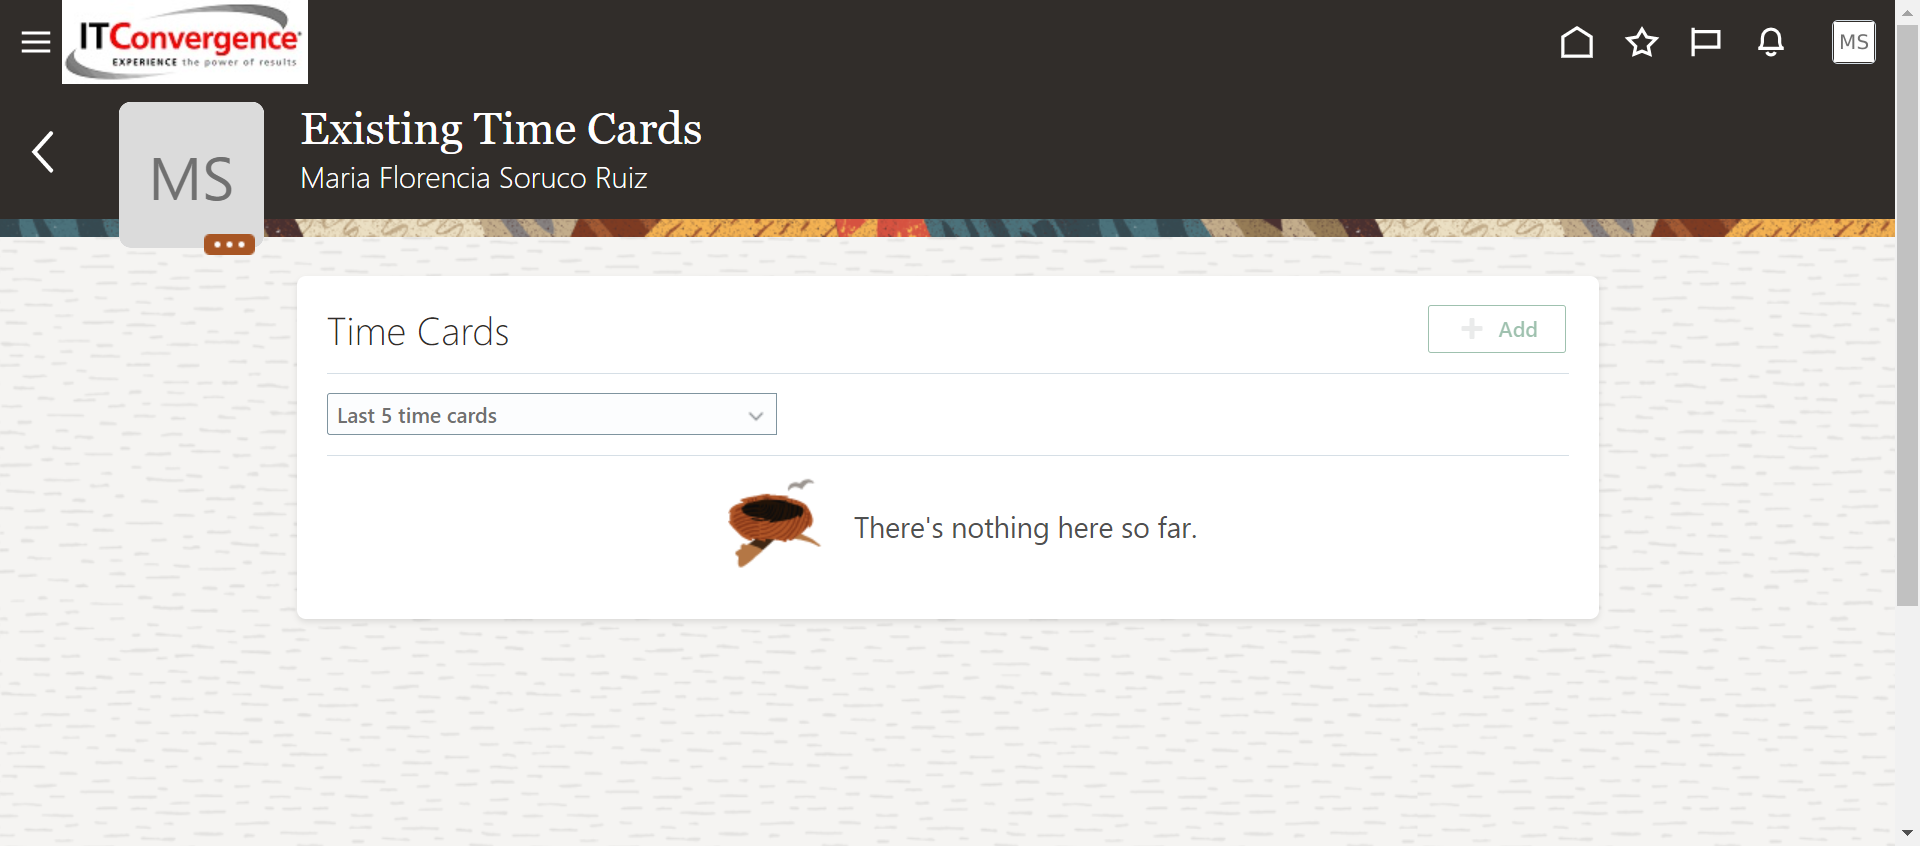 ITConvergence
EXPERIENCE the power of results
MS
Existing Time Cards
Maria Florencia Soruco Ruiz
MS
Time Cards
Add
Last 5 time cards
There's nothing here so far.